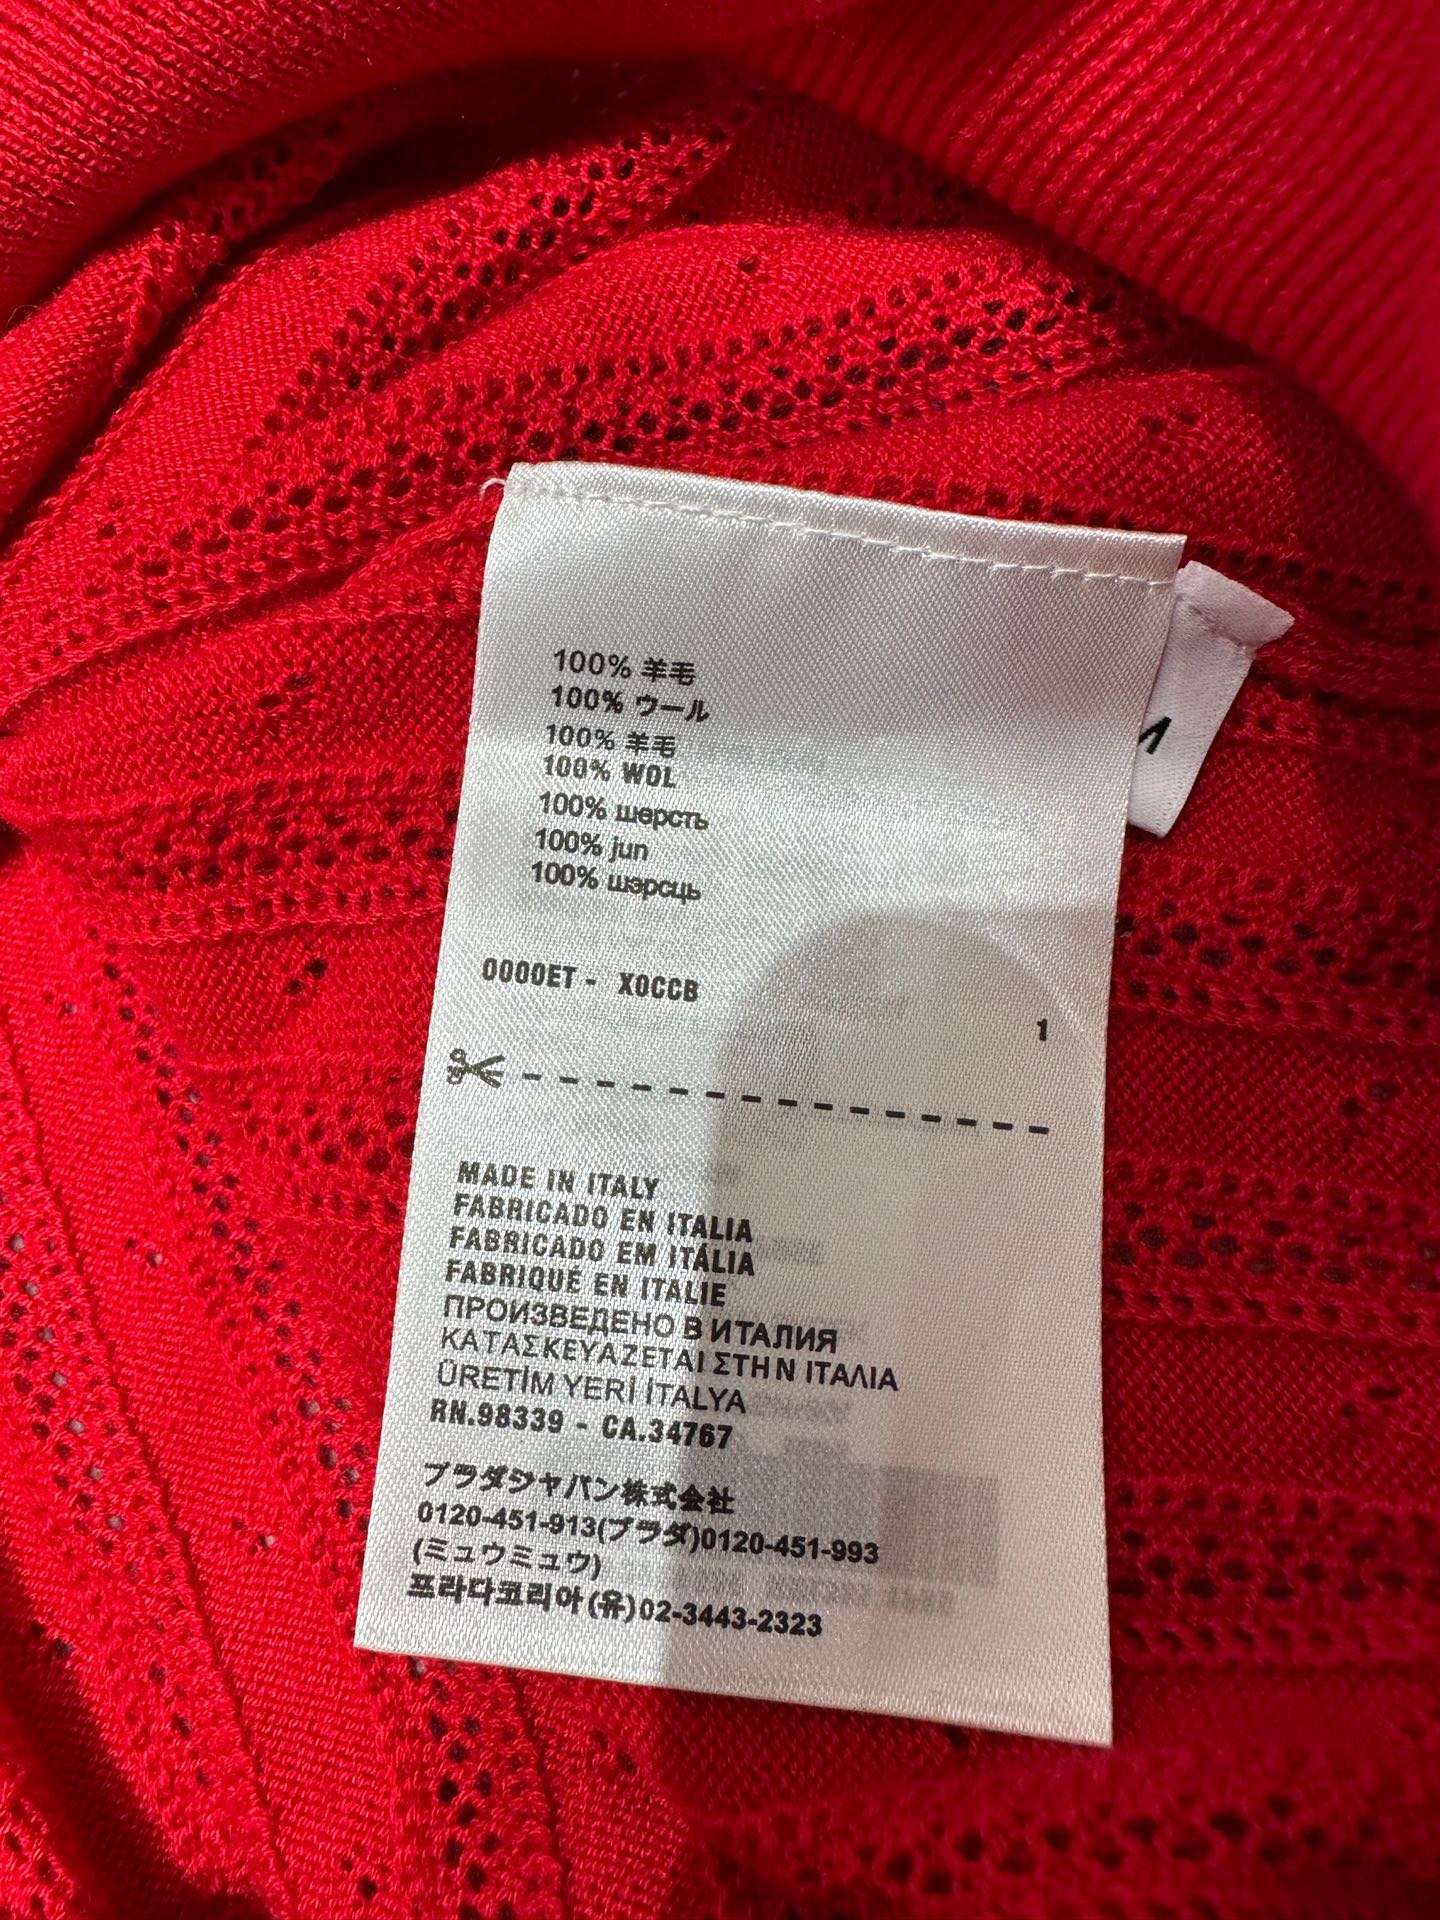 100% 羊毛
100% ウール
100% 羊毛
100% WOL
100% шерсть
100% jun
100% шэрсць
0000ET - X0CCB
1
MADE IN ITALY
FABRICADO EN ITALIA
FABRICADO EM ITÁLIA
FABRIQUÉ EN ITALIE
ПРОИЗВЕДЕНО В ИТАЛИЯ
ΚΑΤΑΣΚΕΥΑΖΕΤΑΙ ΣΤΗΝ ΙΤΑΛΙΑ
ÜRETİM YERİ İTALYA
RN.98339 - CA.34767
プラダジャパン株式会社
0120-451-913(プラダ)0120-451-993
(ミュウミュウ)
프라다코리아(유)02-3443-2323